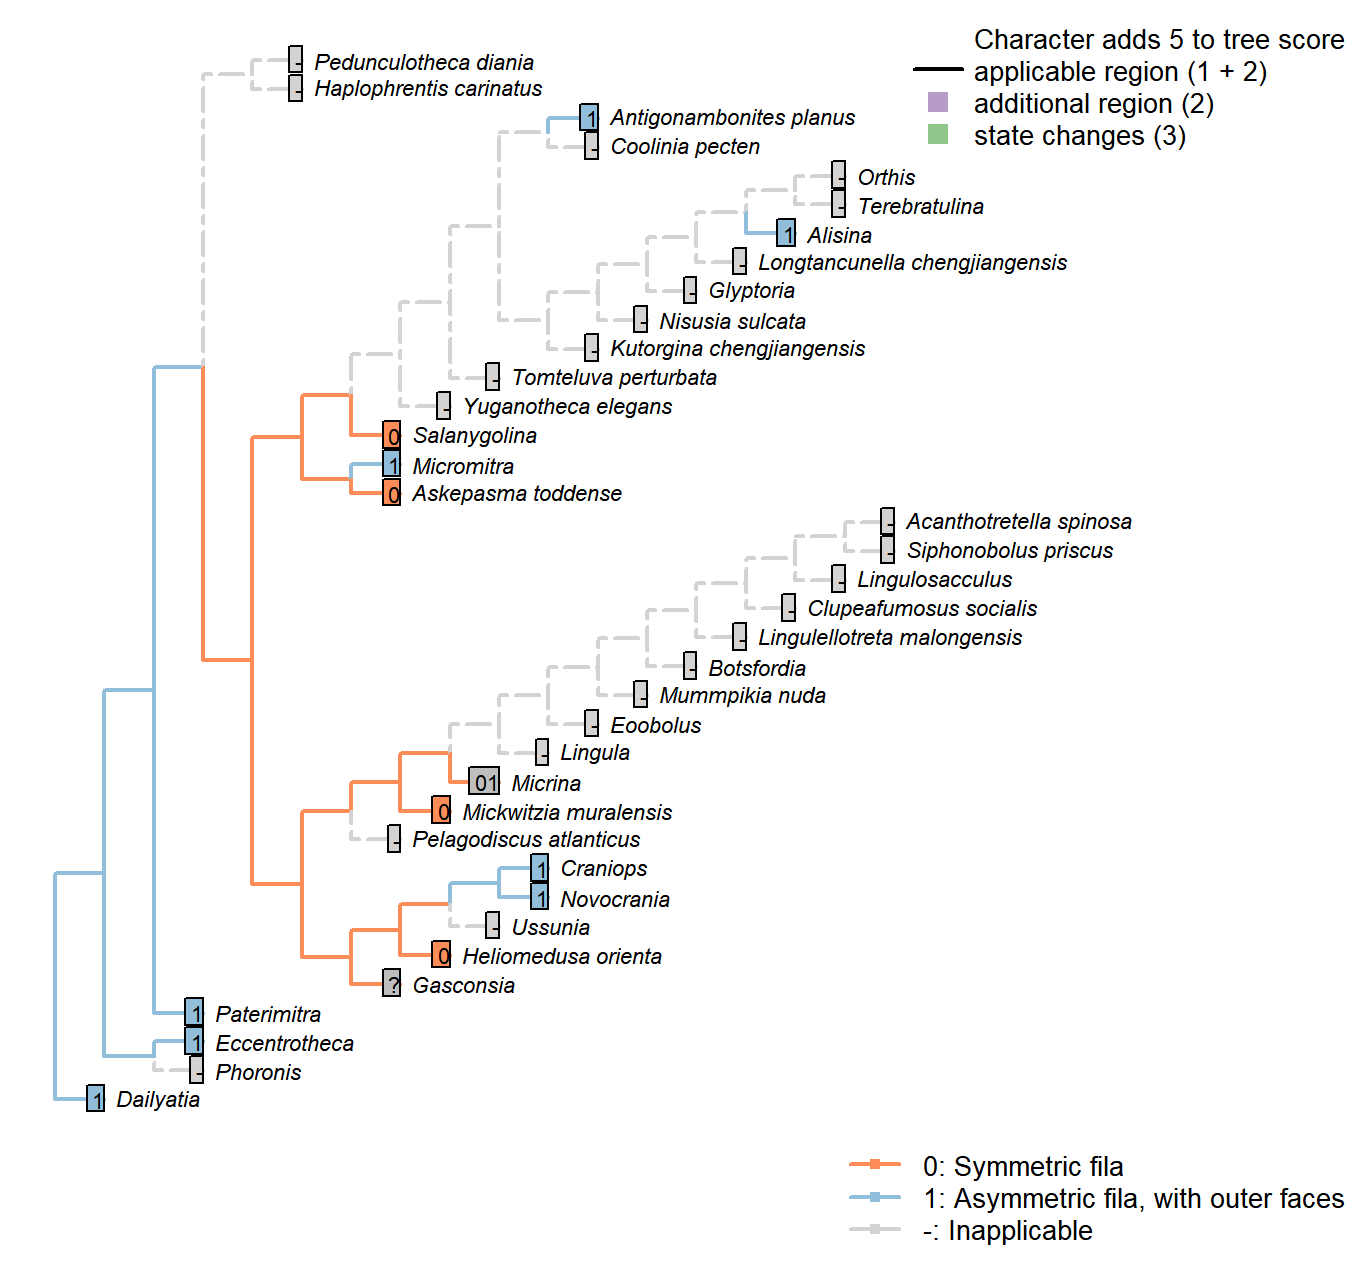 Character adds 5 to tree score
applicable region (1 + 2)
additional region (2)
state changes (3)
- Pedunculotheca diania
- Haplophrentis carinatus
1 Antigonambonites planus
- Coolinia pecten
- Orthis
- Terebratulina
1 Alisina
- Longtancunella chengjiangensis
- Glyptoria
- Nisusia sulcata
- Kutorgina chengjiangensis
- Tomteluva perturbata
- Yuganotheca elegans
0 Salanygolina
1 Micromitra
0 Askepasma toddense
- Acanthotretella spinosa
- Siphonobolus priscus
- Lingulosacculus
- Clupeafumosus socialis
- Lingulellotreta malongensis
- Botsfordia
- Mummpikia nuda
- Eoobolus
- Lingula
01 Micrina
0 Mickwitzia muralensis
- Pelagodiscus atlanticus
1 Craniops
1 Novocrania
- Ussunia
0 Heliomedusa orienta
? Gasconsia
1 Paterimitra
1 Eccentrotheca
- Phoronis
1 Dailyatia
0: Symmetric fila
1: Asymmetric fila, with outer faces
-: Inapplicable